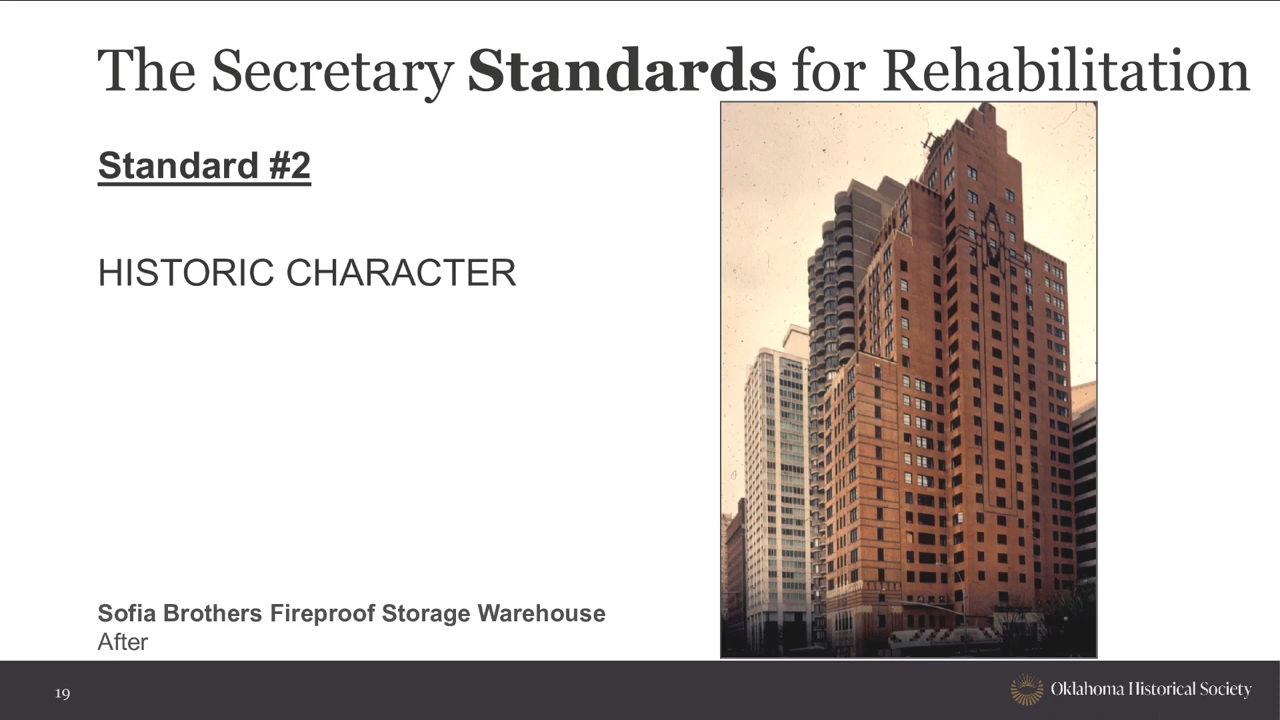 The Secretary Standards for Rehabilitation
Standard #2
HISTORIC CHARACTER
Sofia Brothers Fireproof Storage Warehouse
After
19
Oklahoma Historical Society